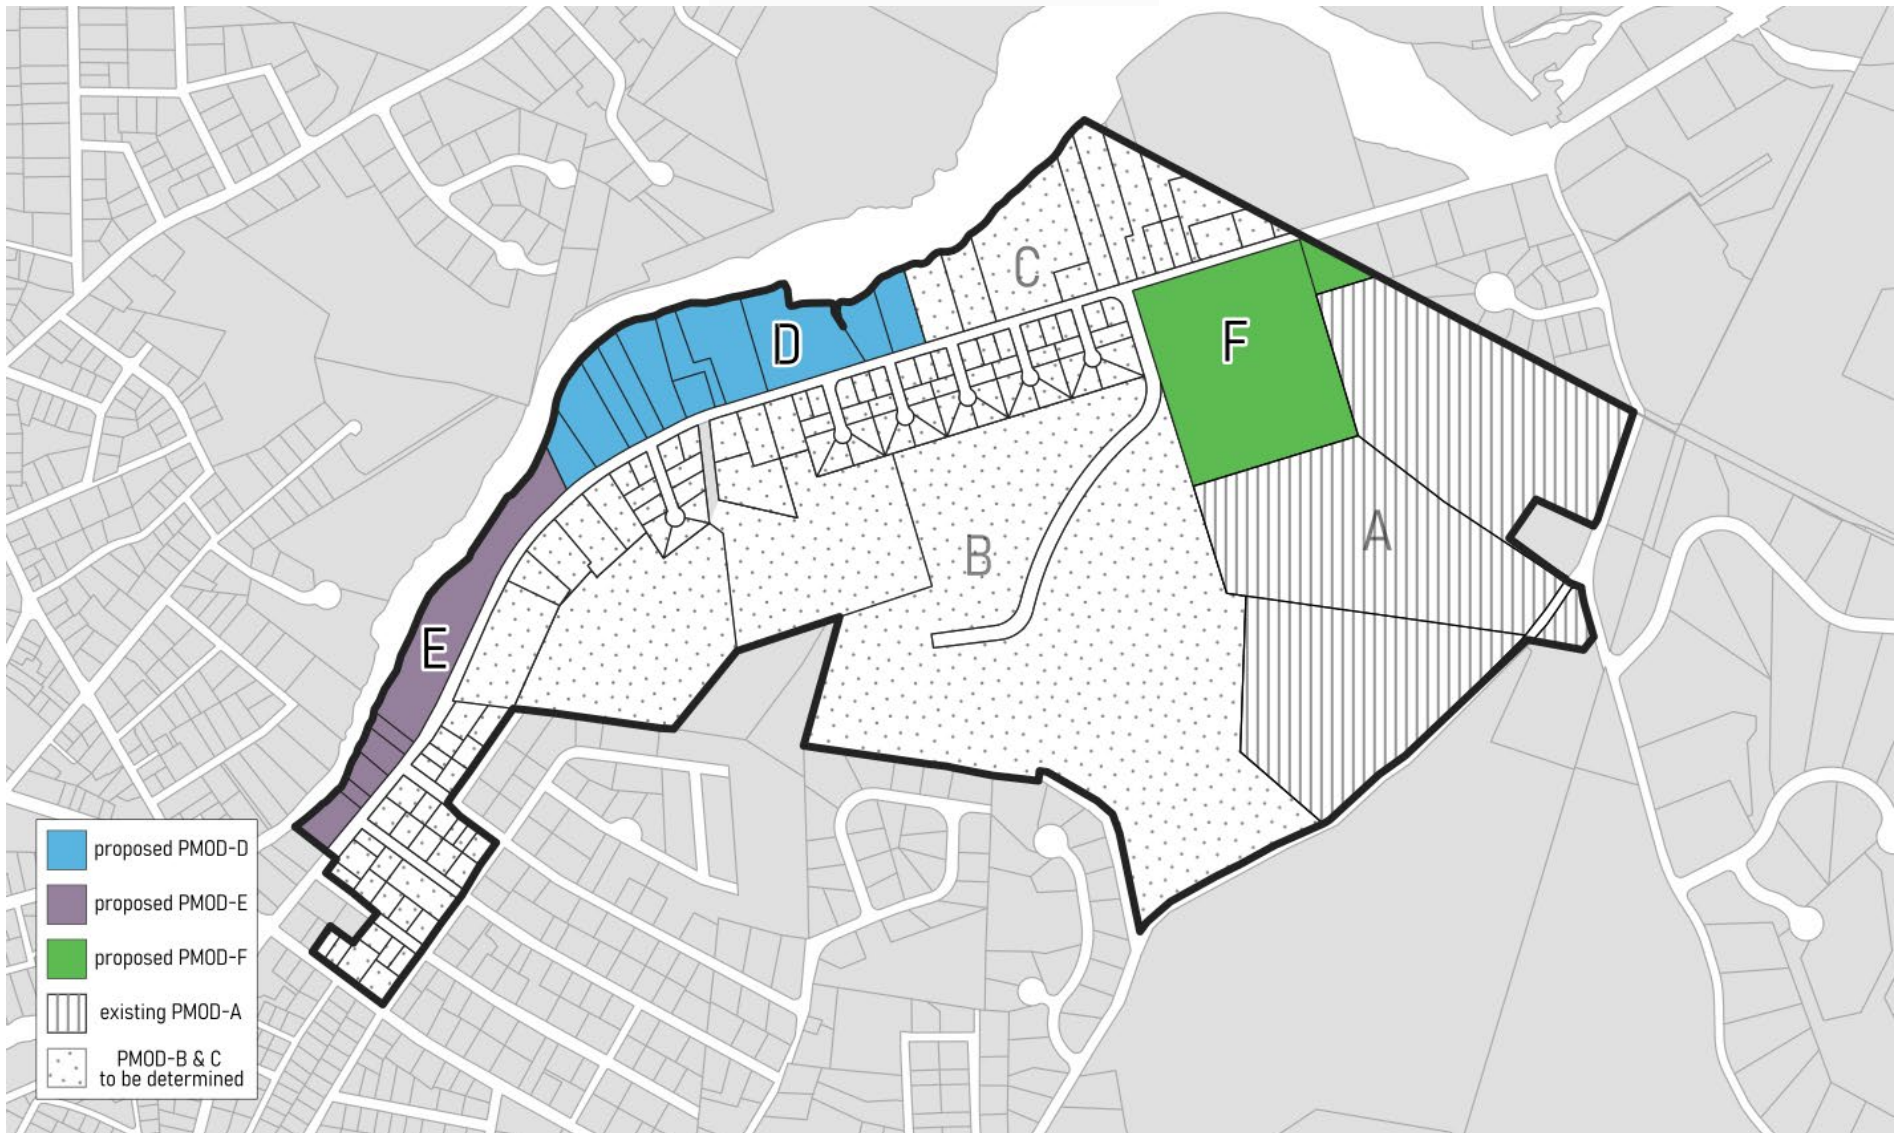 C
D
F
A
B
E
proposed PMOD-D
proposed PMOD-E
proposed PMOD-F
existing PMOD-A
PMOD-B & C
to be determined